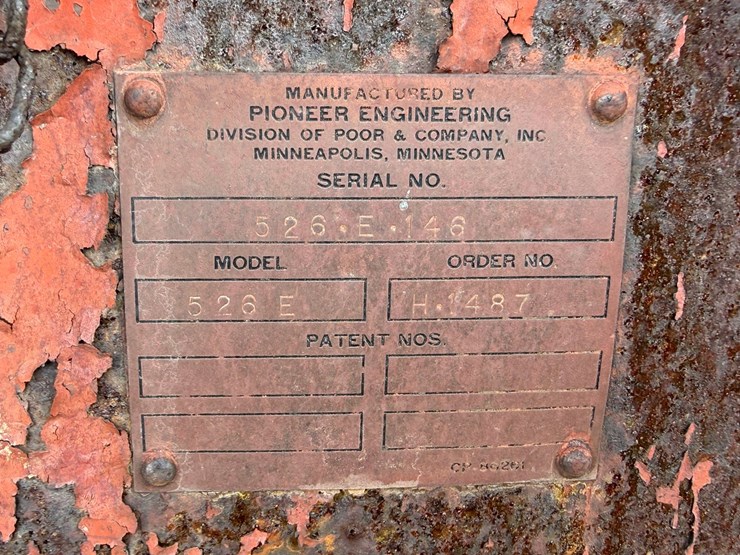 MANUFACTURED BY
PIONEER ENGINEERING
DIVISION OF POOR & COMPANY, INC
MINNEAPOLIS, MINNESOTA
SERIAL NO.
526·E·146
MODEL ORDER NO.
526 E H·1487
PATENT NOS.